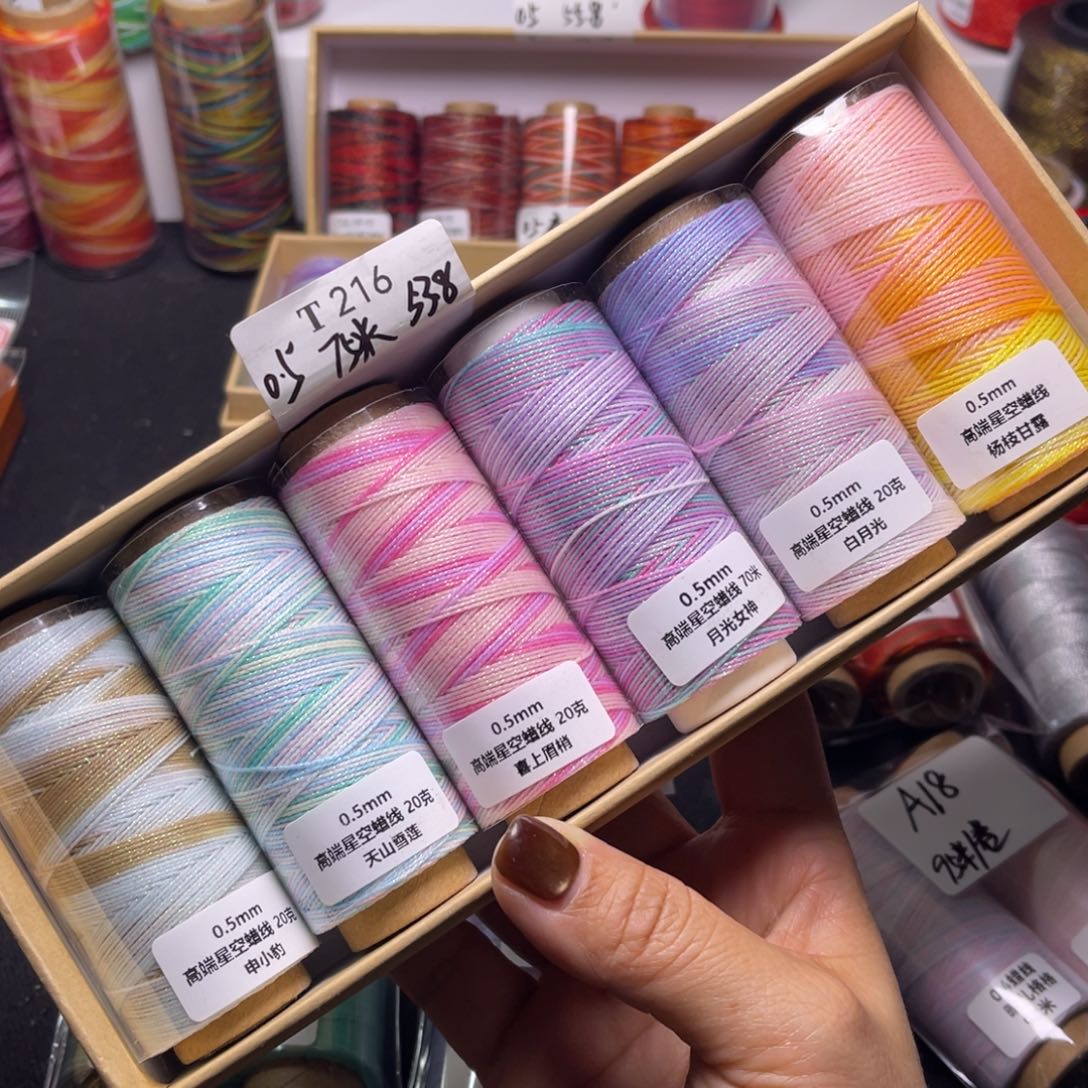 05 558
T216
0.5 75米 538
0.5mm
高端星空蜡线 20克
申小豹
0.5mm
高端星空蜡线 20克
天山雪莲
0.5mm
高端星空蜡线 20克
喜上眉梢
0.5mm
高端星空蜡线 70米
月光女神
0.5mm
高端星空蜡线 20克
白月光
0.5mm
高端星空蜡线
杨枝甘露
A18